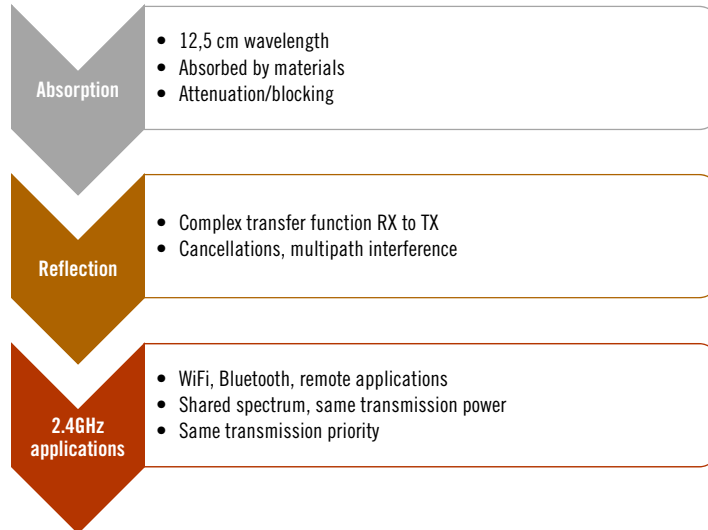 Absorption
• 12,5 cm wavelength
• Absorbed by materials
• Attenuation/blocking
Reflection
• Complex transfer function RX to TX
• Cancellations, multipath interference
2.4GHz
applications
• WiFi, Bluetooth, remote applications
• Shared spectrum, same transmission power
• Same transmission priority